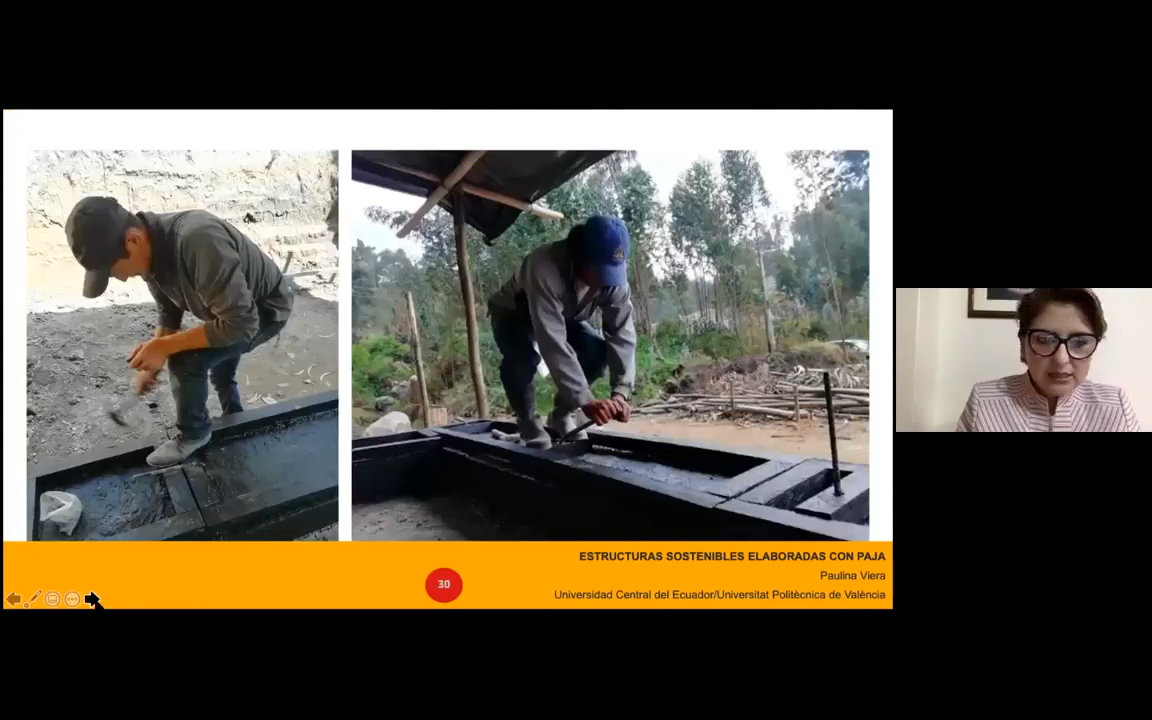 ESTRUCTURAS SOSTENIBLES ELABORADAS CON PAJA
30
Paulina Viera
Universidad Central del Ecuador/Universitat Politècnica de València